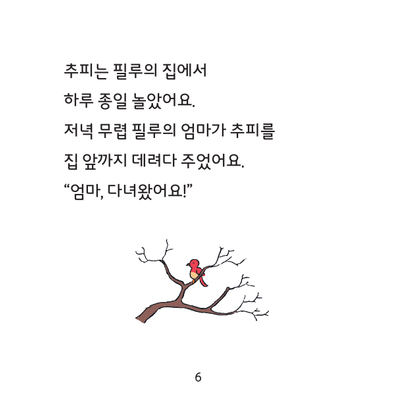 추피는 필루의 집에서
하루 종일 놀았어요.
저녁 무렵 필루의 엄마가 추피를
집 앞까지 데려다 주었어요.
“엄마, 다녀왔어요!”
6